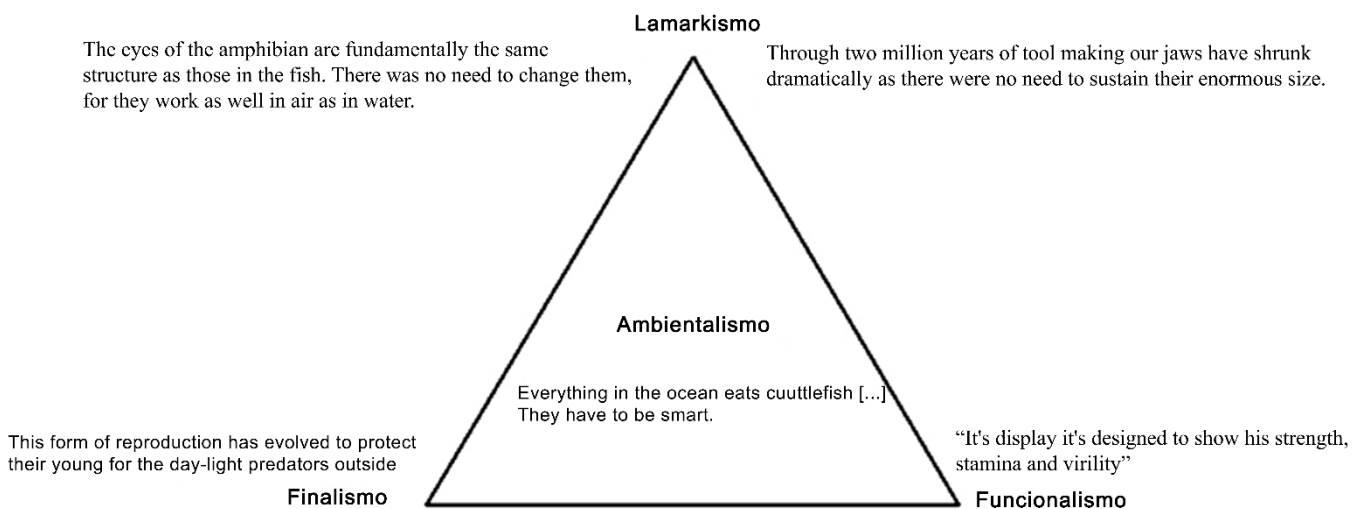 Lamarkismo
The eyes of the amphibian are fundamentally the same
structure as those in the fish. There was no need to change them,
for they work as well in air as in water.
Through two million years of tool making our jaws have shrunk
dramatically as there were no need to sustain their enormous size.
Ambientalismo
Everything in the ocean eats cuuttlefish [...]
They have to be smart.
This form of reproduction has evolved to protect
their young for the day-light predators outside
Finalismo
“It's display it's designed to show his strength,
stamina and virility”
Funcionalismo